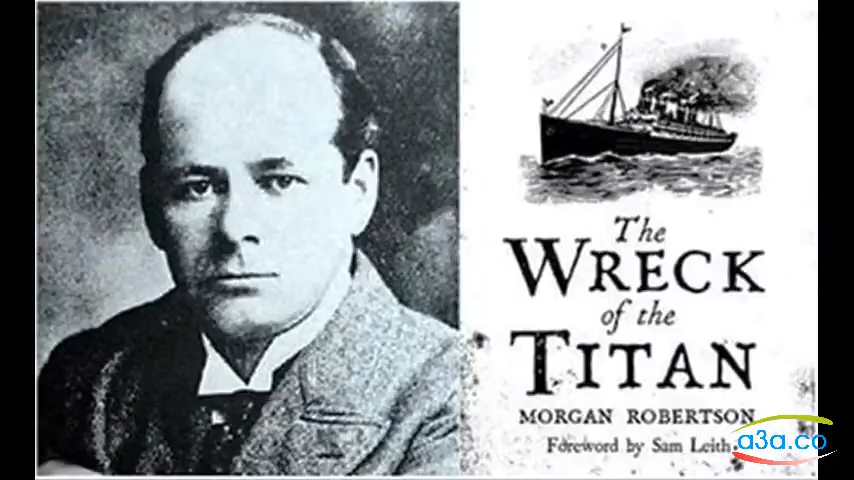 The
WRECK
of the
TITAN
MORGAN ROBERTSON
Foreword by Sam Leith
a3a.co